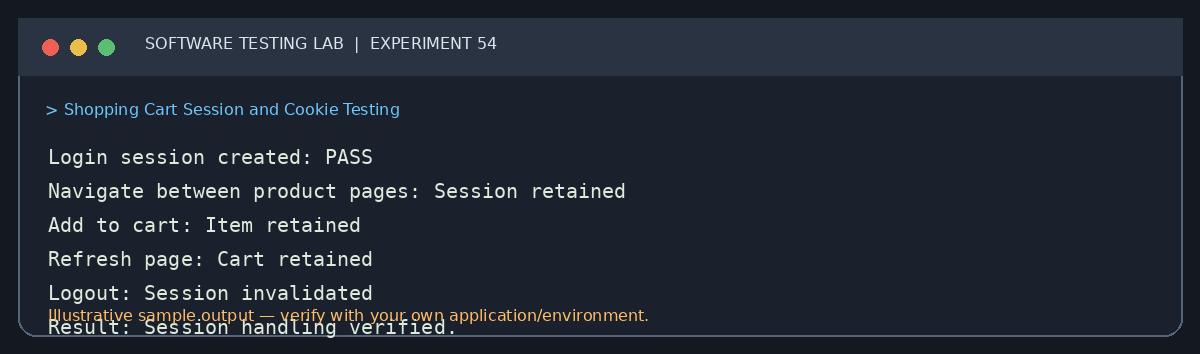 SOFTWARE TESTING LAB | EXPERIMENT 54
> Shopping Cart Session and Cookie Testing
Login session created: PASS
Navigate between product pages: Session retained
Add to cart: Item retained
Refresh page: Cart retained
Logout: Session invalidated
Illustrative sample output — verify with your own application/environment.
Result: Session handling verified.